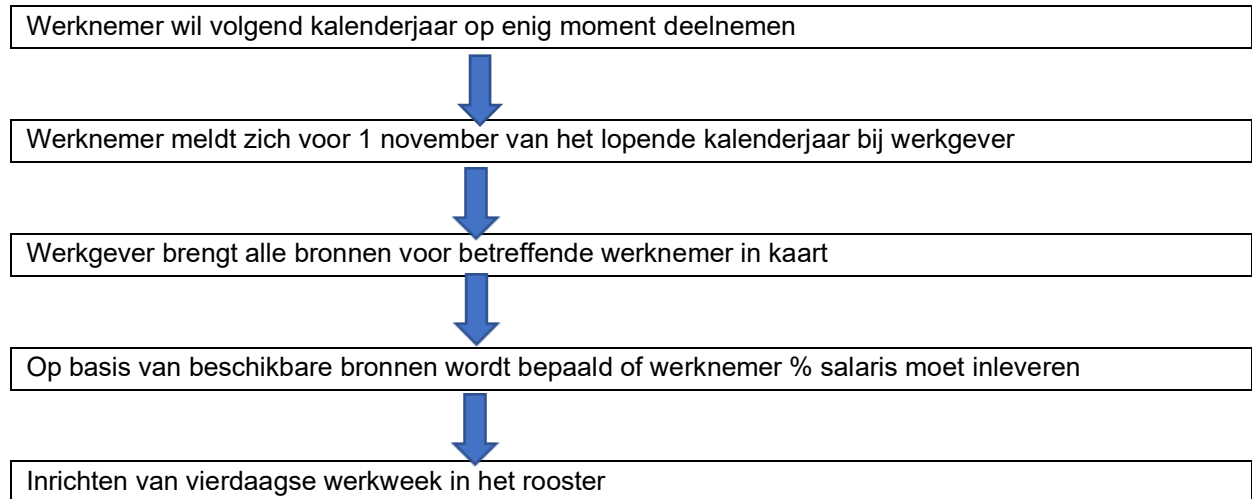 Werknemer wil volgend kalenderjaar op enig moment deelnemen
Werknemer meldt zich voor 1 november van het lopende kalenderjaar bij werkgever
Werkgever brengt alle bronnen voor betreffende werknemer in kaart
Op basis van beschikbare bronnen wordt bepaald of werknemer % salaris moet inleveren
Inrichten van vierdaagse werkweek in het rooster